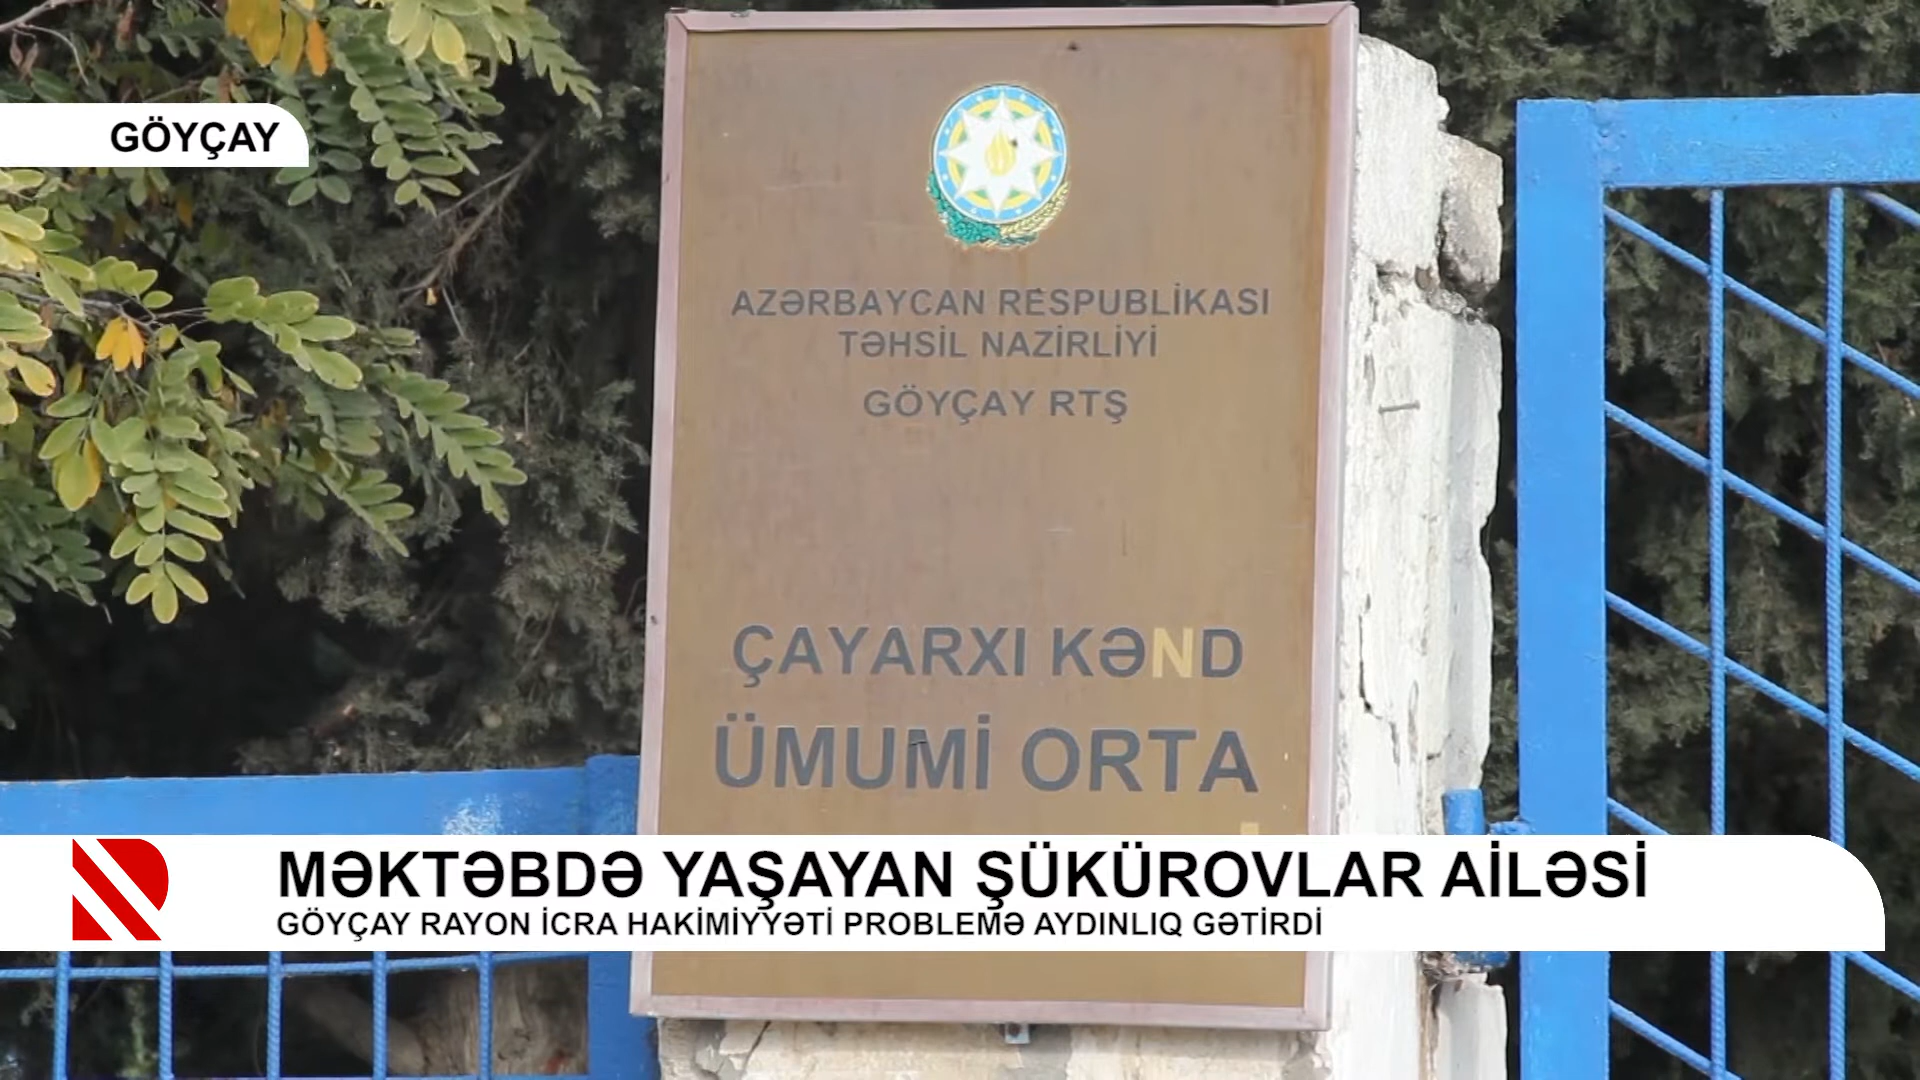 GÖYÇAY
AZƏRBAYCAN RESPUBLİKASI
TƏHSİL NAZİRLİYİ
GÖYÇAY RTŞ
ÇAYARXI KƏND
ÜMUMİ ORTA
MƏKTƏBDƏ YAŞAYAN ŞÜKÜROVLAR AİLƏSİ
GÖYÇAY RAYON İCRA HAKİMİYYƏTİ PROBLEMƏ AYDINLIQ GƏTİRDİ